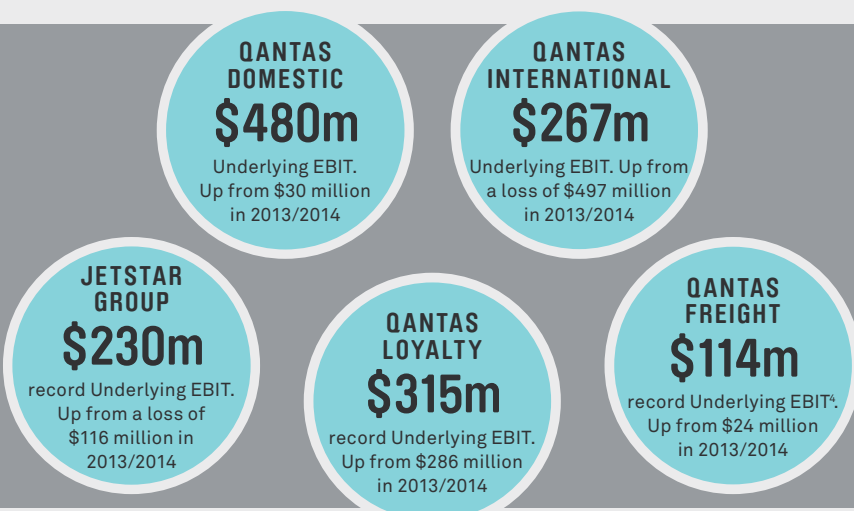 QANTAS
DOMESTIC
$480m
Underlying EBIT.
Up from $30 million
in 2013/2014
QANTAS
INTERNATIONAL
$267m
Underlying EBIT. Up from
a loss of $497 million
in 2013/2014
JETSTAR
GROUP
$230m
record Underlying EBIT.
Up from a loss of
$116 million in
2013/2014
QANTAS
LOYALTY
$315m
record Underlying EBIT.
Up from $286 million
in 2013/2014
QANTAS
FREIGHT
$114m
record Underlying EBIT⁴.
Up from $24 million
in 2013/2014